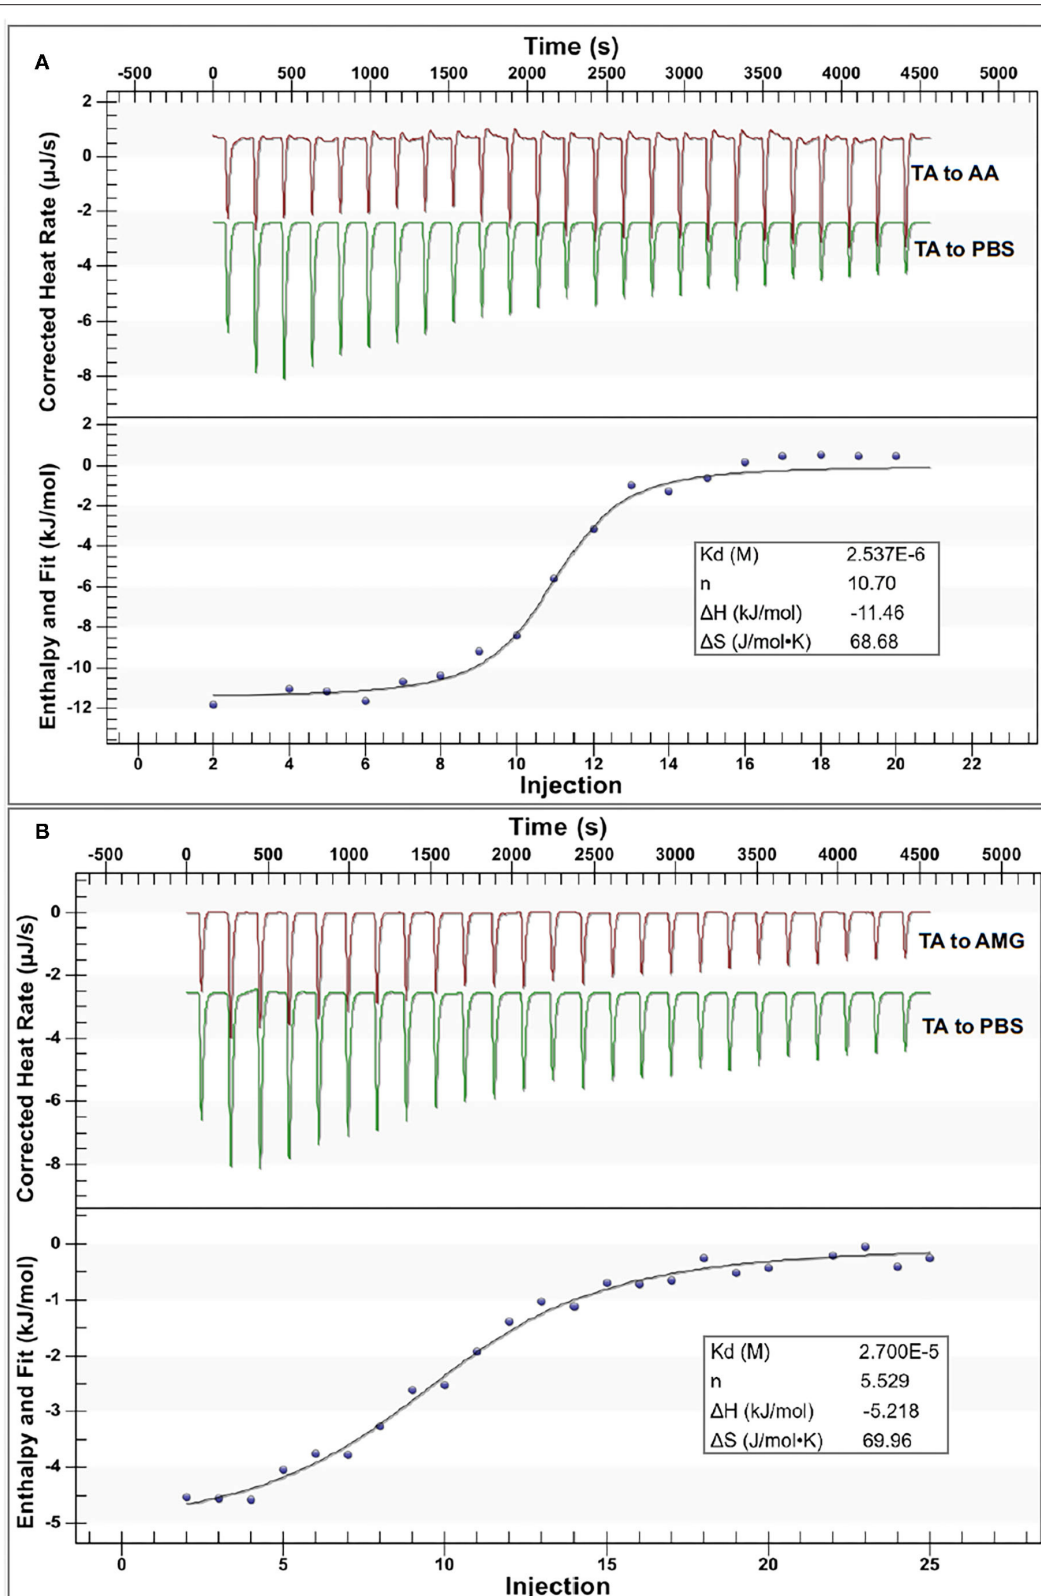 A
Time (s)
-500 0 500 1000 1500 2000 2500 3000 3500 4000 4500 5000
Corrected Heat Rate (µJ/s)
2
0
-2
-4
-6
-8
TA to AA
TA to PBS
Enthalpy and Fit (kJ/mol)
2
0
-2
-4
-6
-8
-10
-12
Kd (M) 2.537E-6
n 10.70
ΔH (kJ/mol) -11.46
ΔS (J/mol•K) 68.68
0 2 4 6 8 10 12 14 16 18 20 22
Injection
B
Time (s)
-500 0 500 1000 1500 2000 2500 3000 3500 4000 4500 5000
Corrected Heat Rate (µJ/s)
0
-2
-4
-6
-8
TA to AMG
TA to PBS
Enthalpy and Fit (kJ/mol)
0
-1
-2
-3
-4
-5
Kd (M) 2.700E-5
n 5.529
ΔH (kJ/mol) -5.218
ΔS (J/mol•K) 69.96
0 5 10 15 20 25
Injection